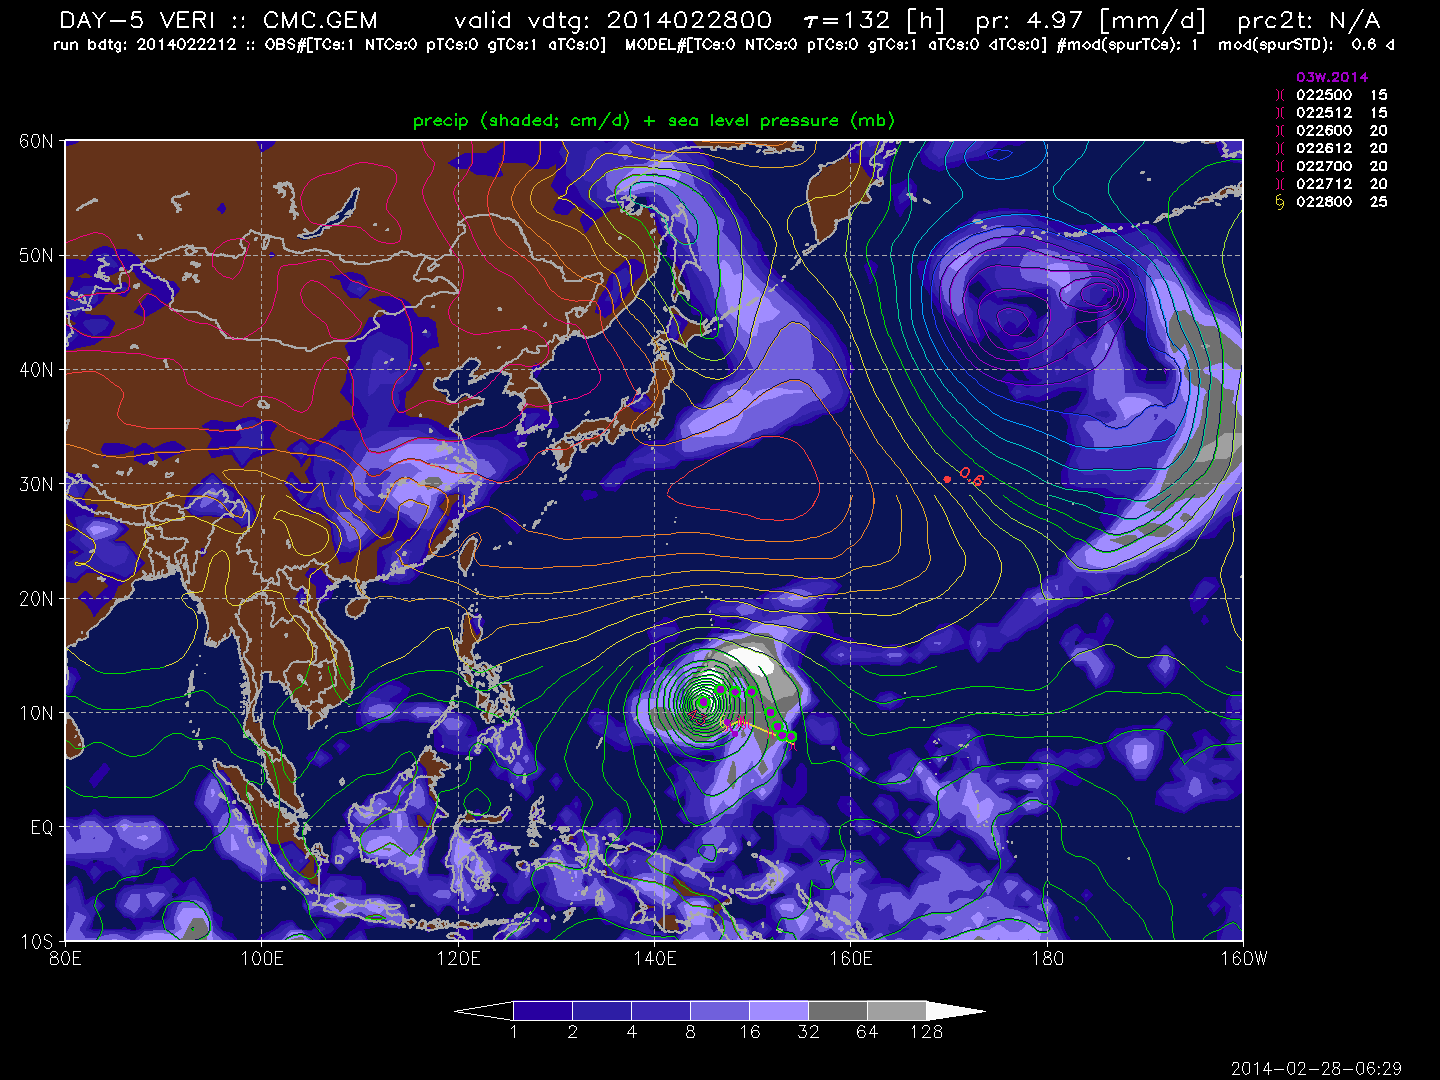 DAY-5 VERI :: CMC.GEM valid vdtg: 2014022800 τ=132 [h] pr: 4.97 [mm/d] prc2t: N/A
run bdtg: 2014022212 :: OBS#[TCs:1 NTCs:0 pTCs:0 gTCs:1 aTCs:0] MODEL#[TCs:0 NTCs:0 pTCs:0 gTCs:1 aTCs:0 dTCs:0] #mod(spurTCs): 1 mod(spurSTD): 0.6 d
03W.2014
022500 15
022512 15
022600 20
022612 20
022700 20
022712 20
022800 25
precip (shaded; cm/d) + sea level pressure (mb)
60N
50N
40N
30N
20N
10N
EQ
10S
0.6
80E 100E 120E 140E 160E 180 160W
1 2 4 8 16 32 64 128
2014-02-28-06:29